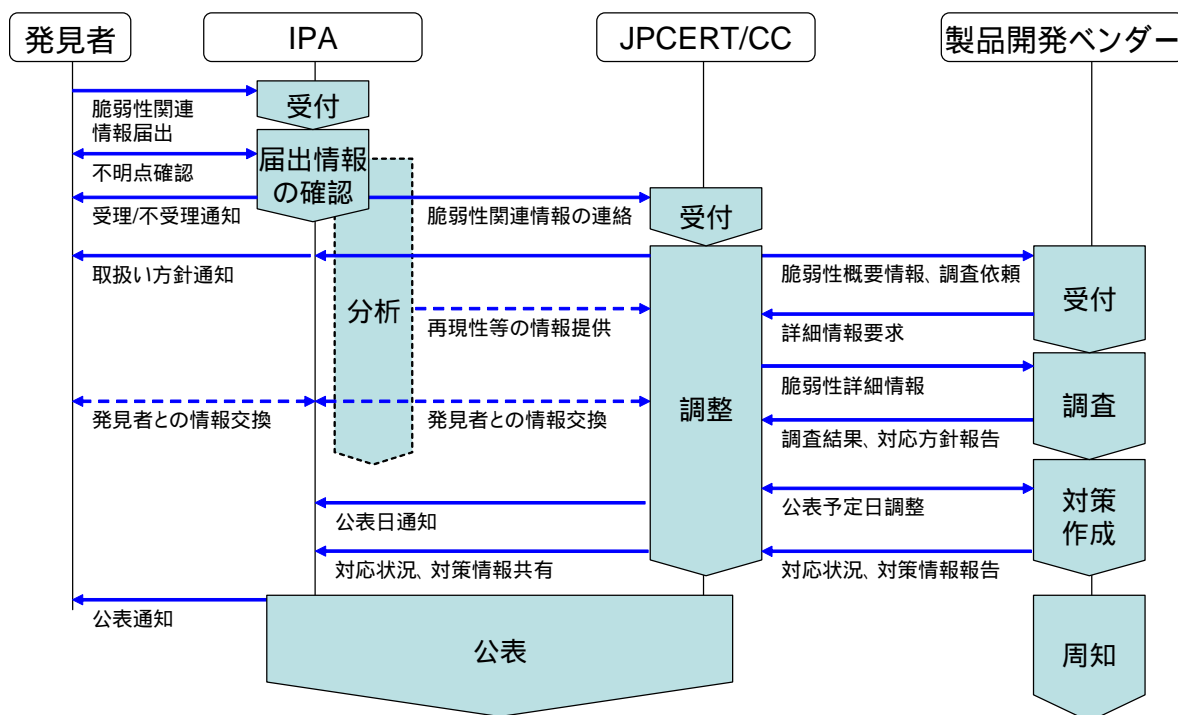 発見者
IPA
JPCERT/CC
製品開発ベンダー
受付
脆弱性関連
情報届出
届出情報
の確認
不明点確認
受理/不受理通知
脆弱性関連情報の連絡
受付
取扱い方針通知
脆弱性概要情報、調査依頼
受付
分析
再現性等の情報提供
詳細情報要求
脆弱性詳細情報
発見者との情報交換
発見者との情報交換
調整
調査
調査結果、対応方針報告
公表日通知
公表予定日調整
対策
作成
対応状況、対策情報共有
対応状況、対策情報報告
公表通知
公表
周知